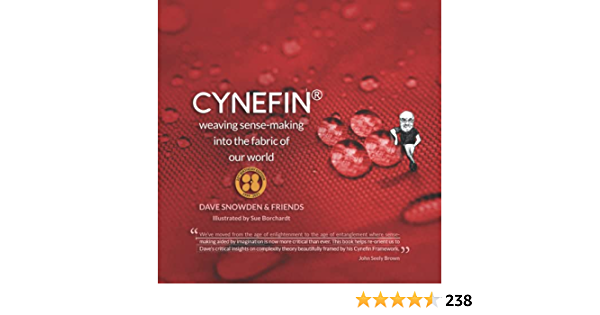 CYNEFIN®
weaving sense-making
into the fabric of
our world
DAVE SNOWDEN & FRIENDS
Illustrated by Sue Borchardt
“We've moved from the age of enlightenment to the age of entanglement where sense-
making aided by imagination is now more critical than ever. This book helps re-orient us to
Dave's critical insights on complexity theory beautifully framed by his Cynefin Framework.”
John Seely Brown
238